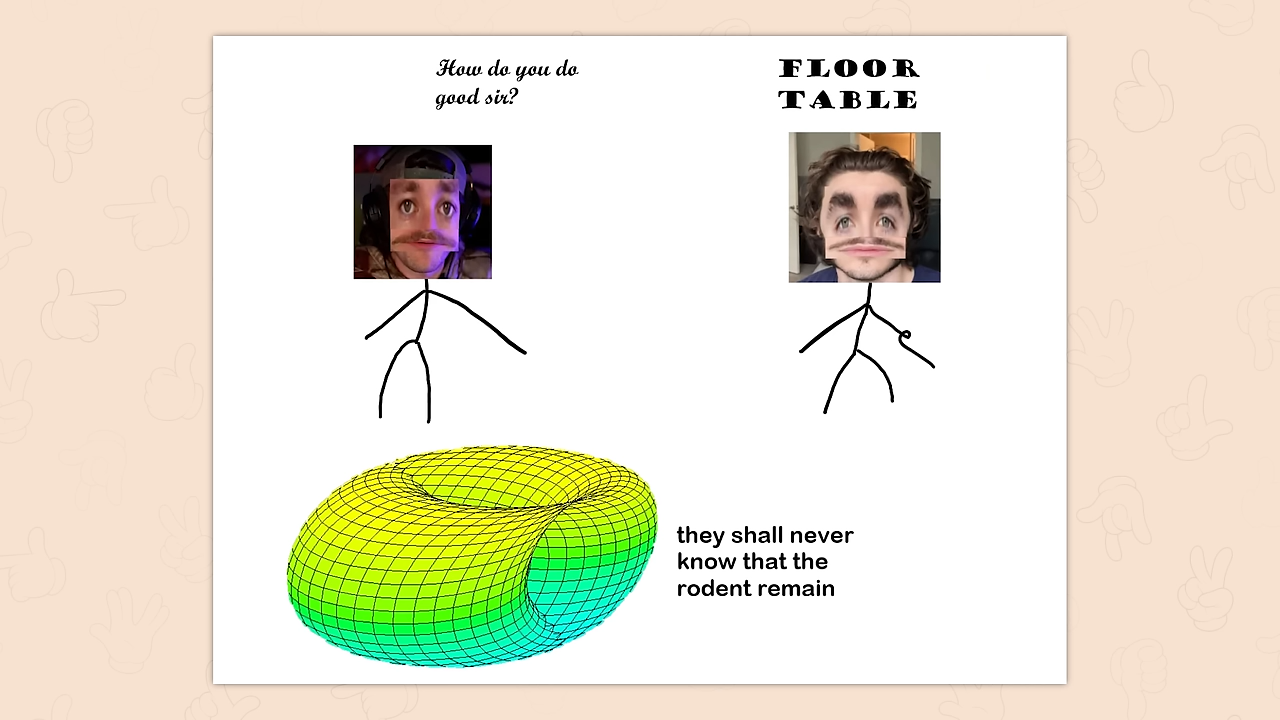 How do you do
good sir?
FLOOR
TABLE
they shall never
know that the
rodent remain